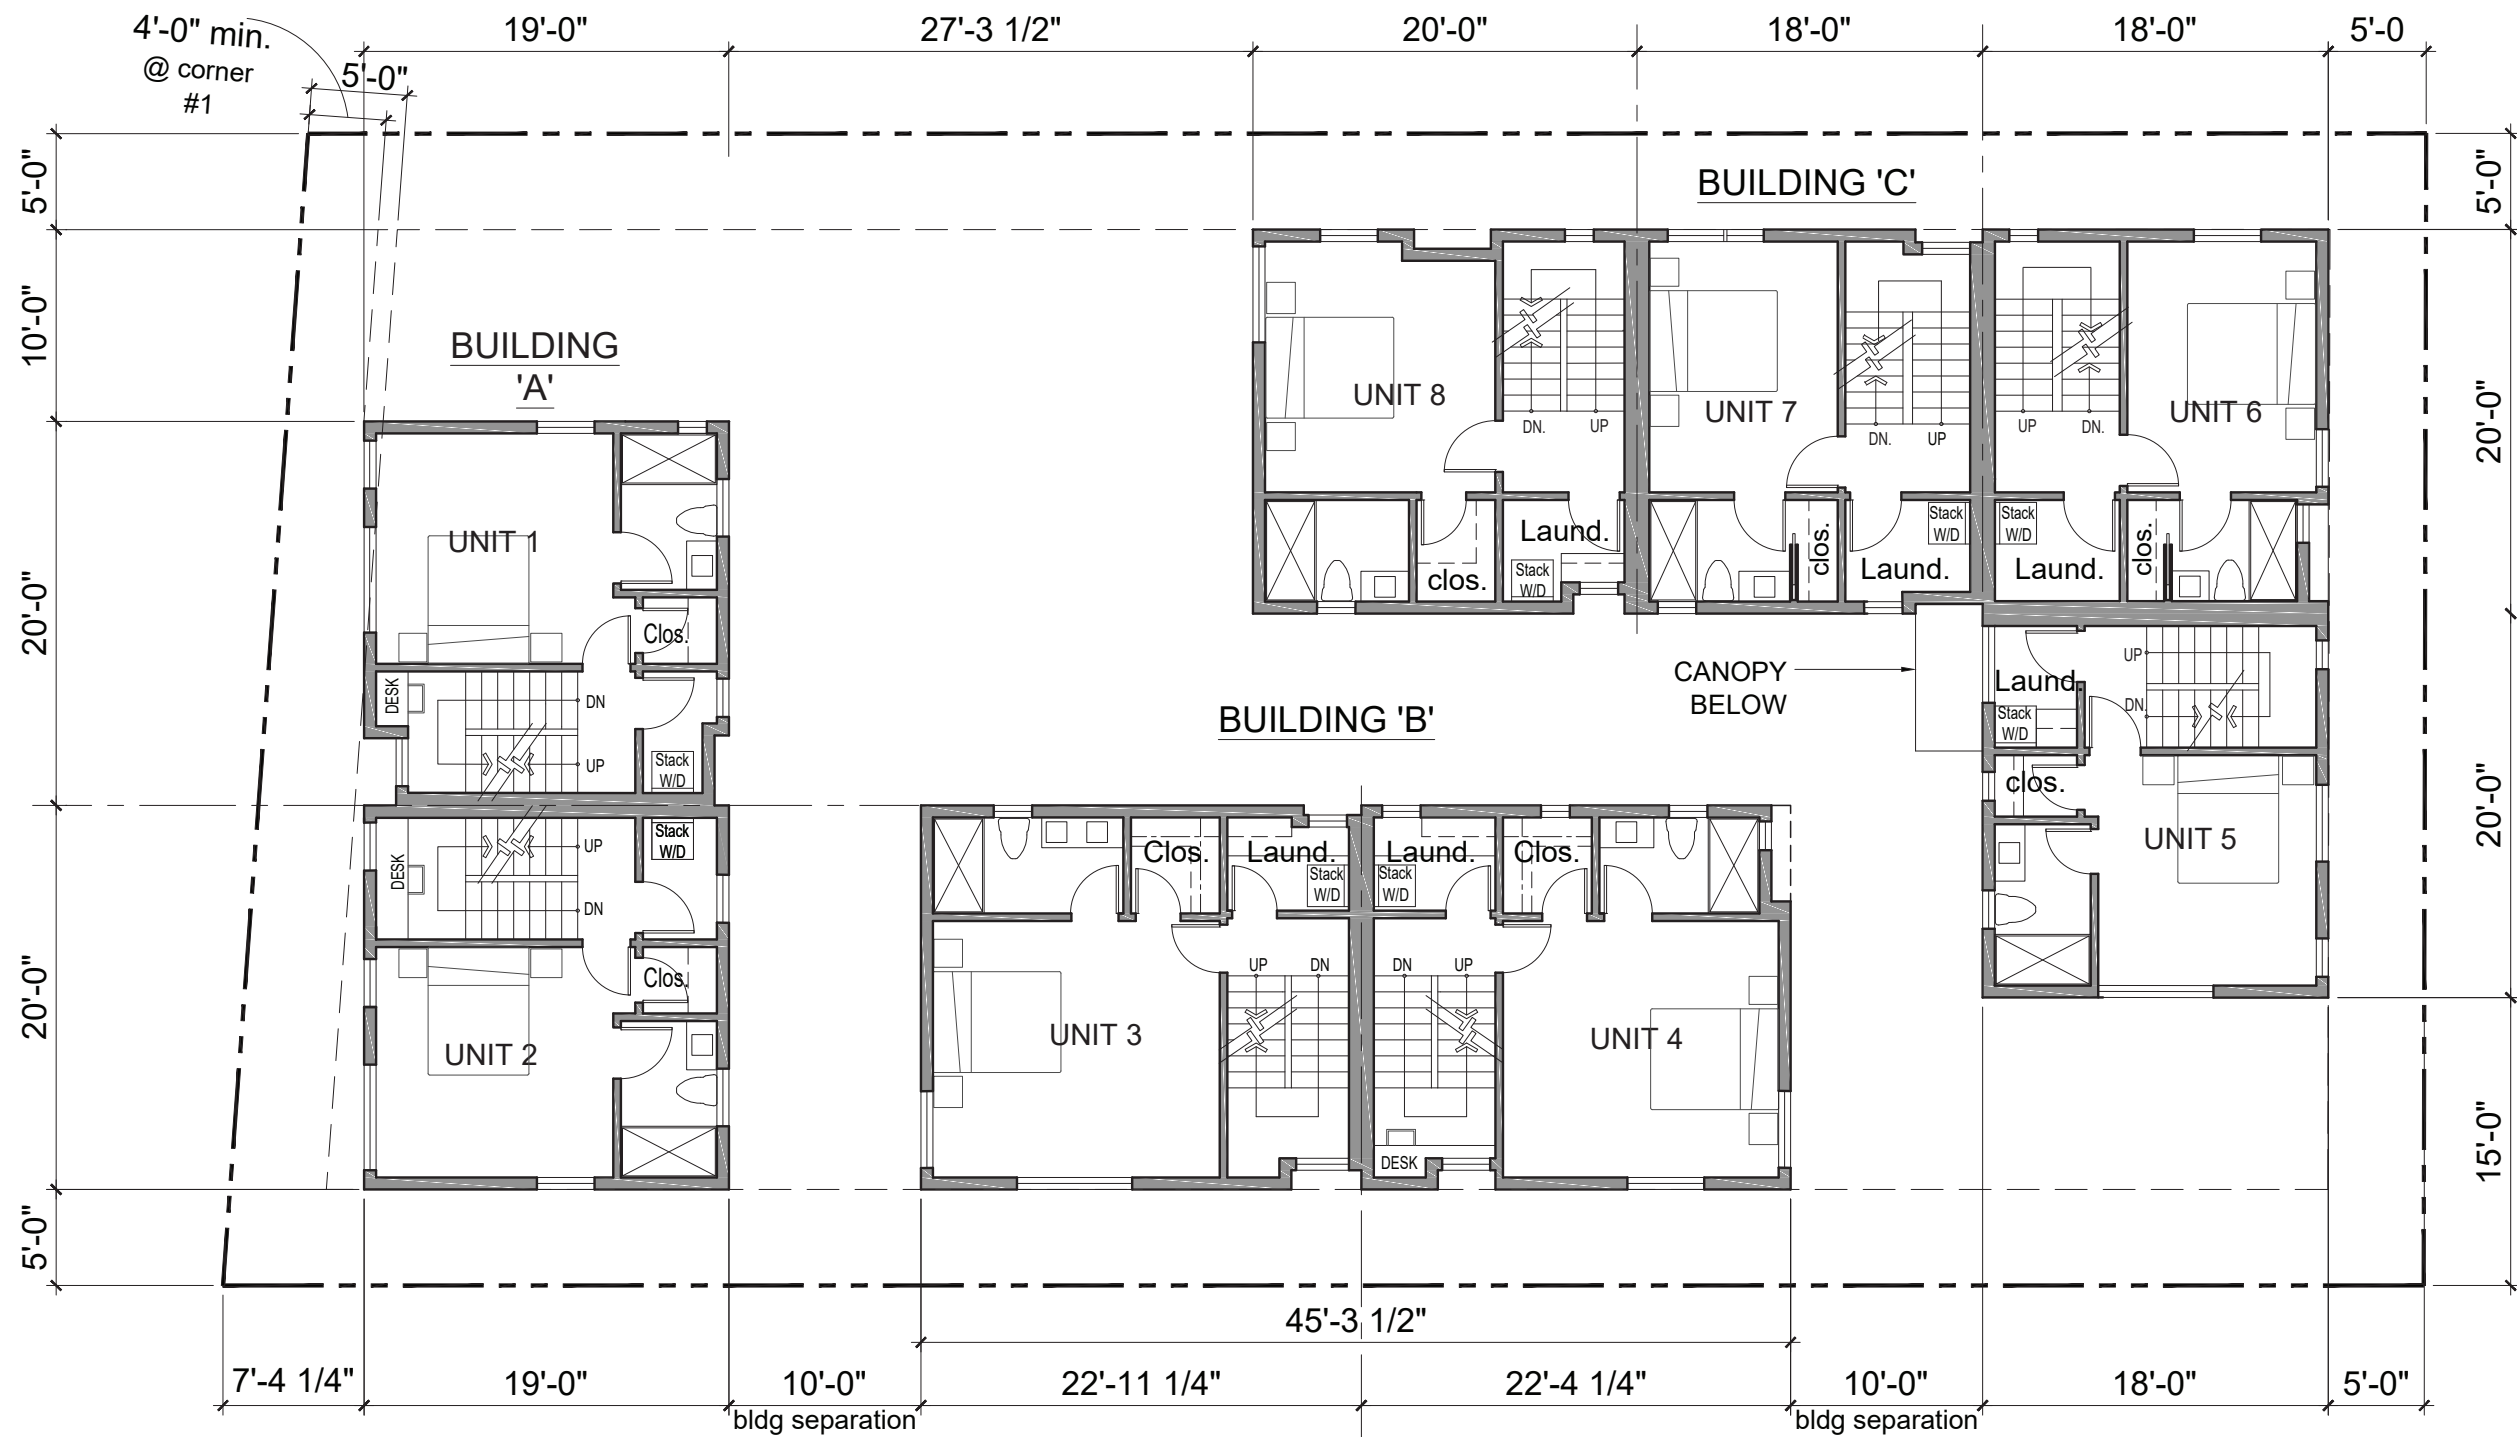 4'-0" min.
@ corner
#1
5'-0"
19'-0"
27'-3 1/2"
20'-0"
18'-0"
18'-0"
5'-0
5'-0"
10'-0"
20'-0"
20'-0"
5'-0"
5'-0"
20'-0"
20'-0"
15'-0"
BUILDING
'A'
UNIT 1
Clos.
DESK
DN
UP
Stack
W/D
UP
DN
DESK
Stack
W/D
Clos.
UNIT 2
BUILDING 'C'
UNIT 8
DN.
UP
Laund.
clos.
Stack
W/D
UNIT 7
DN.
UP
clos.
Stack
W/D
Laund.
UNIT 6
UP
DN.
Stack
W/D
Laund.
clos.
CANOPY
BELOW
UP
Laund.
DN.
Stack
W/D
clos.
UNIT 5
BUILDING 'B'
Clos.
Laund.
Stack
W/D
UP
DN
UNIT 3
Laund.
Clos.
Stack
W/D
DN
UP
UNIT 4
DESK
45'-3 1/2"
7'-4 1/4"
19'-0"
10'-0"
bldg separation
22'-11 1/4"
22'-4 1/4"
10'-0"
bldg separation
18'-0"
5'-0"